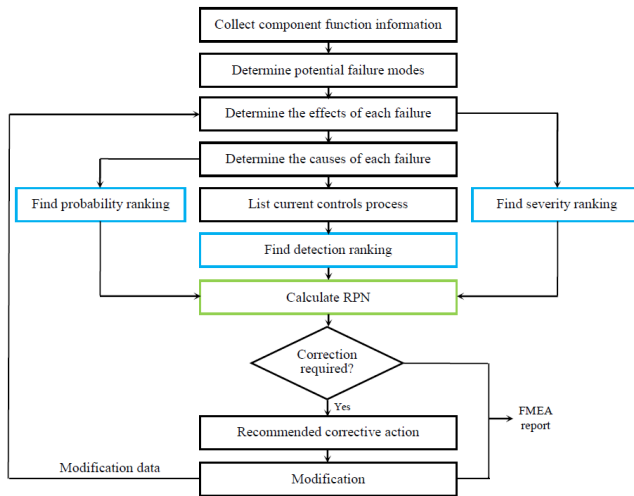 Collect component function information
Determine potential failure modes
Determine the effects of each failure
Determine the causes of each failure
Find probability ranking
List current controls process
Find severity ranking
Find detection ranking
Calculate RPN
Correction
required?
Yes
FMEA
report
Recommended corrective action
Modification data
Modification